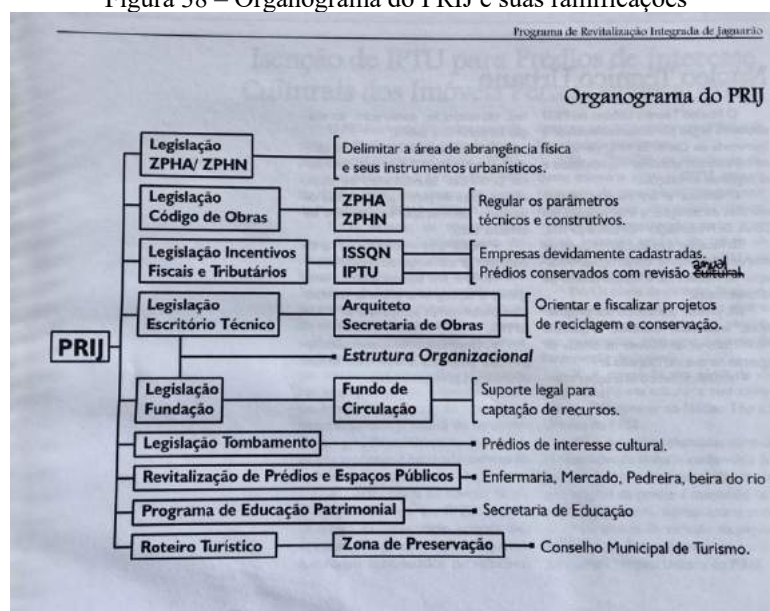 Figura 38 – Organograma do PRIJ e suas ramificações
Programa de Revitalização Integrada de Jaguarão
Organograma do PRIJ
PRIJ
Legislação
ZPHA/ ZPHN
Delimitar a área de abrangência física
e seus instrumentos urbanísticos.
Legislação
Código de Obras
ZPHA
ZPHN
Regular os parâmetros
técnicos e construtivos.
Legislação Incentivos
Fiscais e Tributários
ISSQN
IPTU
Empresas devidamente cadastradas.
anual
Prédios conservados com revisão cultural.
Legislação
Escritório Técnico
Arquiteto
Secretaria de Obras
Orientar e fiscalizar projetos
de reciclagem e conservação.
Estrutura Organizacional
Legislação
Fundação
Fundo de
Circulação
Suporte legal para
captação de recursos.
Legislação Tombamento
Prédios de interesse cultural.
Revitalização de Prédios e Espaços Públicos
Enfermaria, Mercado, Pedreira, beira do rio
Programa de Educação Patrimonial
Secretaria de Educação
Roteiro Turístico
Zona de Preservação
Conselho Municipal de Turismo.